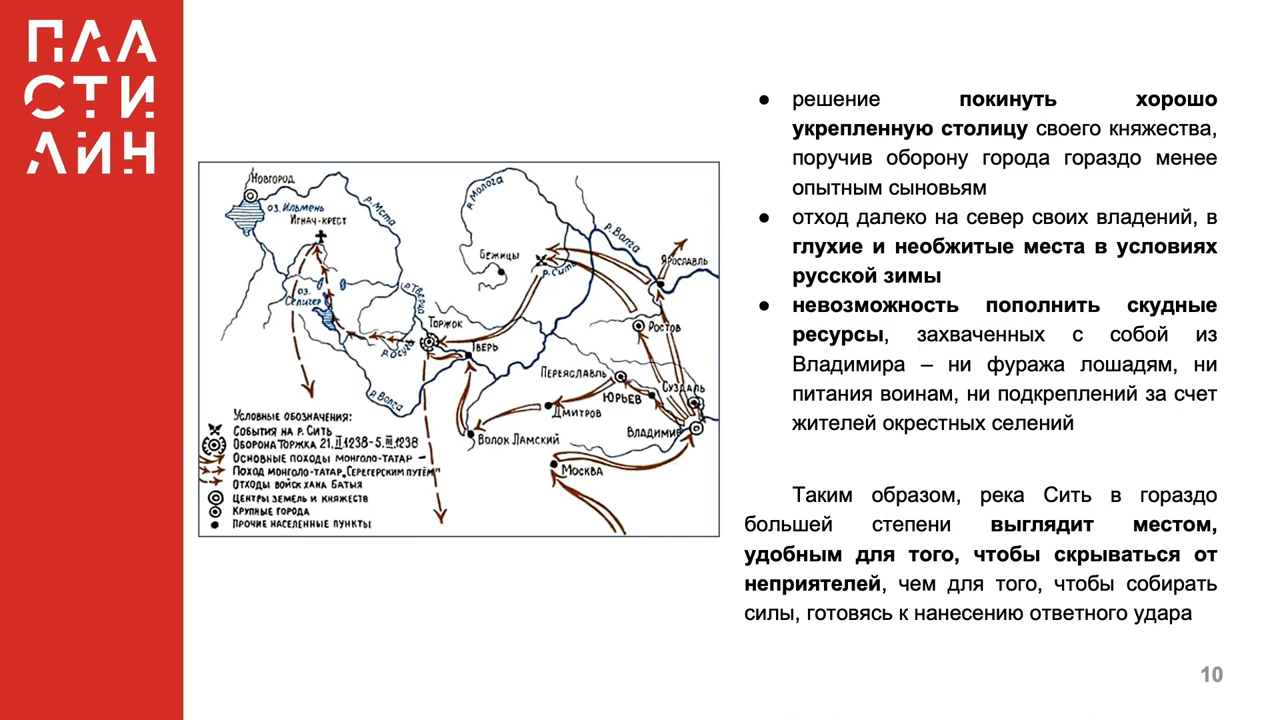 ПЛА
СТИ
ЛИН
НОВГОРОД
ОЗ. ИЛЬМЕНЬ
ИГНАЧ-КРЕСТ
Р. МСТА
Р. МОЛОГА
БЕЖИЦЫ
Р. СИТЬ
Р. ВОЛГА
ЯРОСЛАВЛЬ
ОЗ.
СЕЛИГЕР
Р. ТВЕРЦА
ТОРЖОК
Р. ОСУГА
ТВЕРЬ
РОСТОВ
ПЕРЕЯСЛАВЛЬ
СУЗДАЛЬ
ЮРЬЕВ
Р. ВОЛГА
ДМИТРОВ
ВЛАДИМИР
ВОЛОК ЛАМСКИЙ
МОСКВА
УСЛОВНЫЕ ОБОЗНАЧЕНИЯ:
СОБЫТИЯ НА Р. СИТЬ
ОБОРОНА ТОРЖКА 21.II 1238-5.III.1238
ОСНОВНЫЕ ПОХОДЫ МОНГОЛО-ТАТАР –
ПОХОД МОНГОЛО-ТАТАР „СЕРЕГЕРСКИМ ПУТЁМ"
ОТХОДЫ ВОЙСК ХАНА БАТЫЯ
ЦЕНТРЫ ЗЕМЕЛЬ И КНЯЖЕСТВ
КРУПНЫЕ ГОРОДА
ПРОЧИЕ НАСЕЛЕННЫЕ ПУНКТЫ
● решение покинуть хорошо
укрепленную столицу своего княжества,
поручив оборону города гораздо менее
опытным сыновьям
● отход далеко на север своих владений, в
глухие и необжитые места в условиях
русской зимы
● невозможность пополнить скудные
ресурсы, захваченных с собой из
Владимира – ни фуража лошадям, ни
питания воинам, ни подкреплений за счет
жителей окрестных селений
Таким образом, река Сить в гораздо
большей степени выглядит местом,
удобным для того, чтобы скрываться от
неприятелей, чем для того, чтобы собирать
силы, готовясь к нанесению ответного удара
10